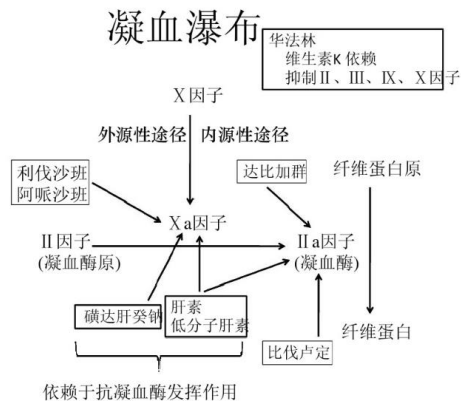 凝血瀑布
华法林
维生素K 依赖
抑制Ⅱ、Ⅲ、Ⅸ、Ⅹ因子
Ⅹ因子
外源性途径
内源性途径
利伐沙班
阿哌沙班
达比加群
纤维蛋白原
Ⅹa因子
Ⅱ因子
(凝血酶原)
Ⅱa因子
(凝血酶)
磺达肝癸钠
肝素
低分子肝素
比伐卢定
纤维蛋白
依赖于抗凝血酶发挥作用